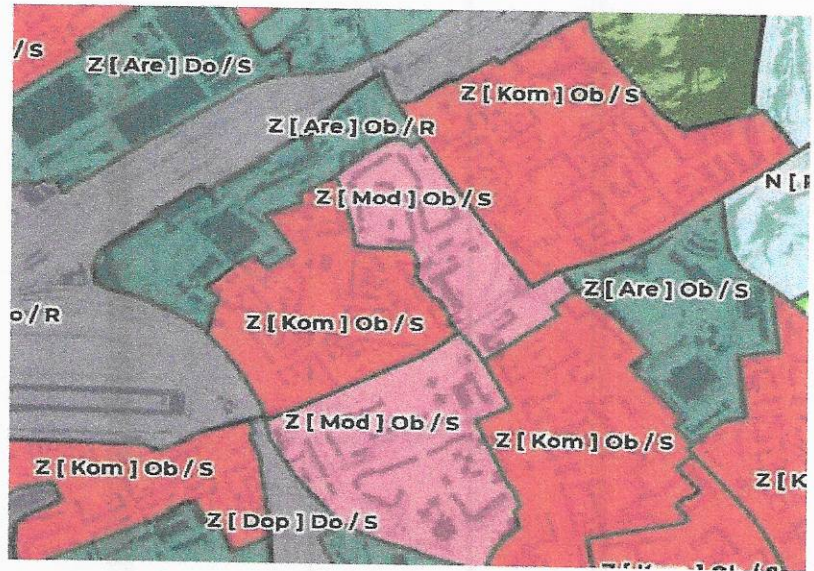 / S
Z [ Are ] Do / S
Z [ Kom ] Ob / S
Z [ Are ] Ob / R
Z [ Mod ] Ob / S
N [
Z [ Are ] Ob / S
o / R
Z [ Kom ] Ob / S
Z [ Mod ] Ob / S
Z [ Kom ] Ob / S
Z [ Kom ] Ob / S
Z [ K
Z [ Dop ] Do / S